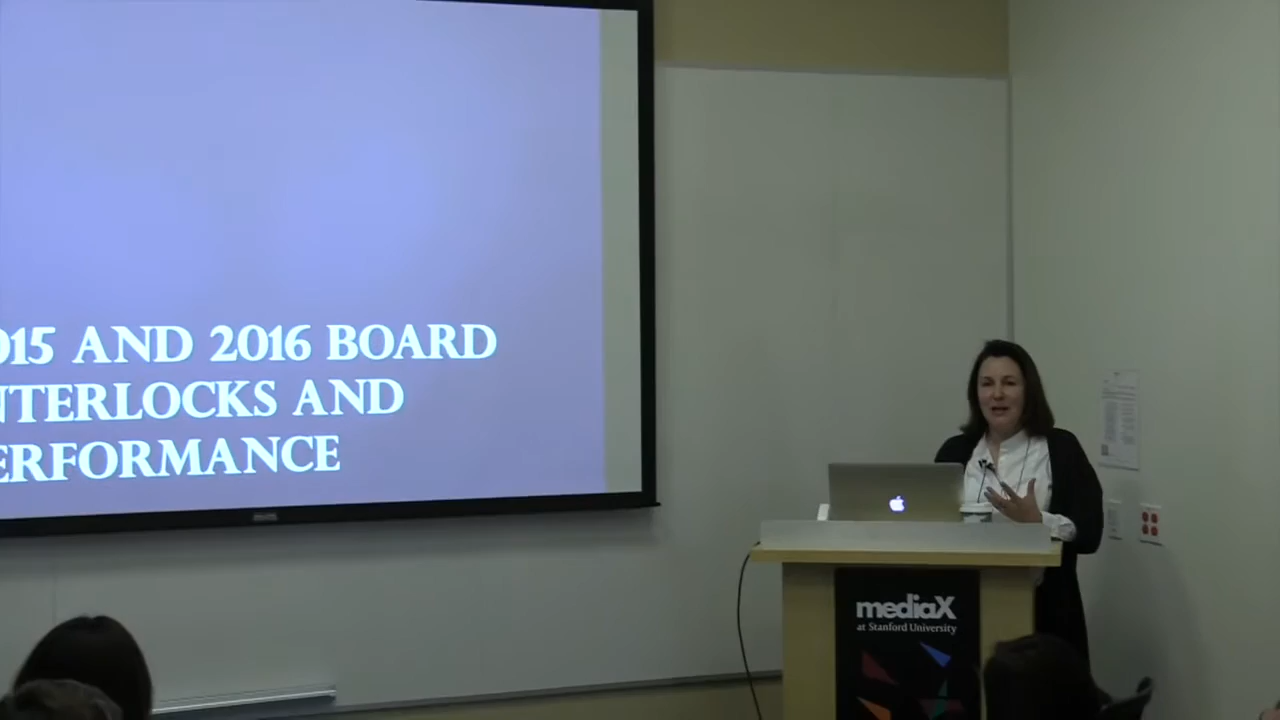 015 AND 2016 BOARD
NTERLOCKS AND
ERFORMANCE
mediaX
at Stanford University